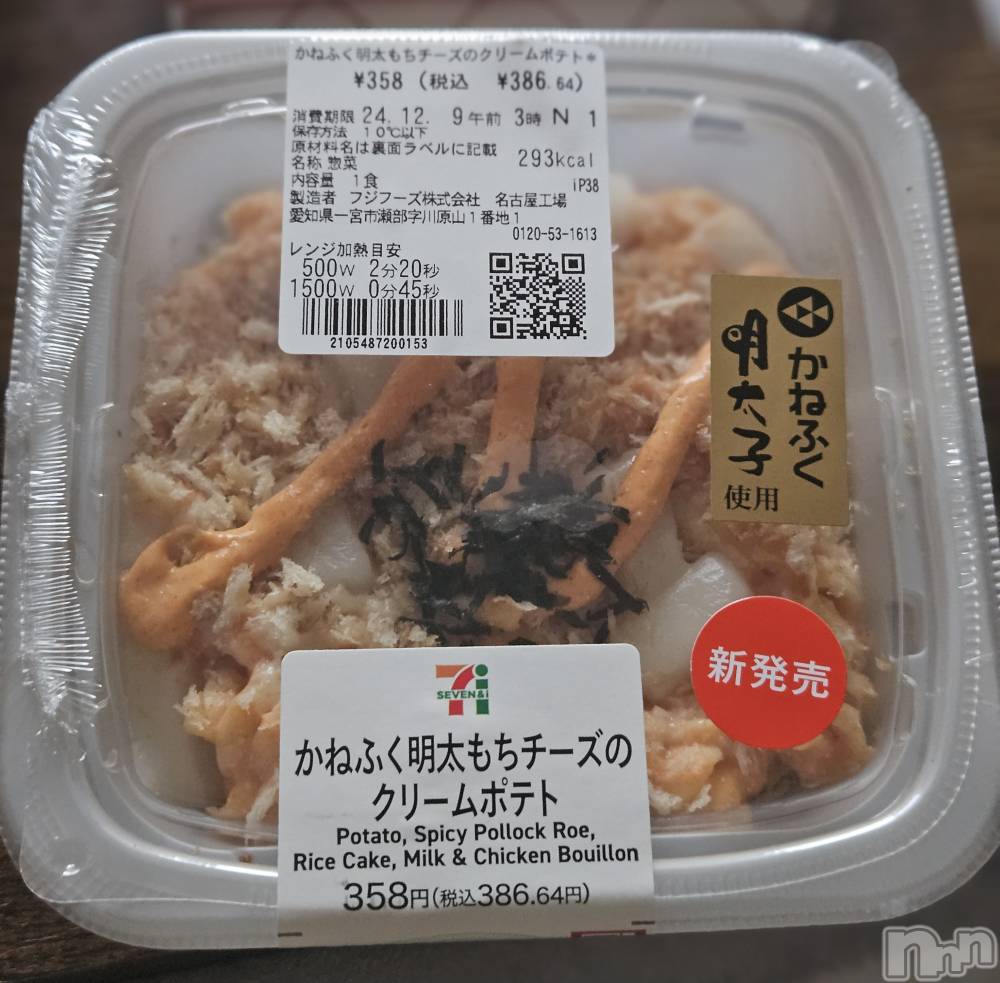 かねふく明太もちチーズのクリームポテト*
¥358 (税込 ¥386.64)
消費期限 24.12. 9午前 3時 N 1
保存方法 10℃以下
原材料名は裏面ラベルに記載
名称 惣菜
293kcal
内容量 1食
iP38
製造者 フジフーズ株式会社 名古屋工場
愛知県一宮市瀬部字川原山1番地1
0120-53-1613
レンジ加熱目安
500W 2分20秒
1500W 0分45秒
2105487200153
かねふく
明太子
使用
新発売
SEVEN&i
かねふく明太もちチーズの
クリームポテト
Potato, Spicy Pollock Roe,
Rice Cake, Milk & Chicken Bouillon
358円(税込386.64円)
nnn